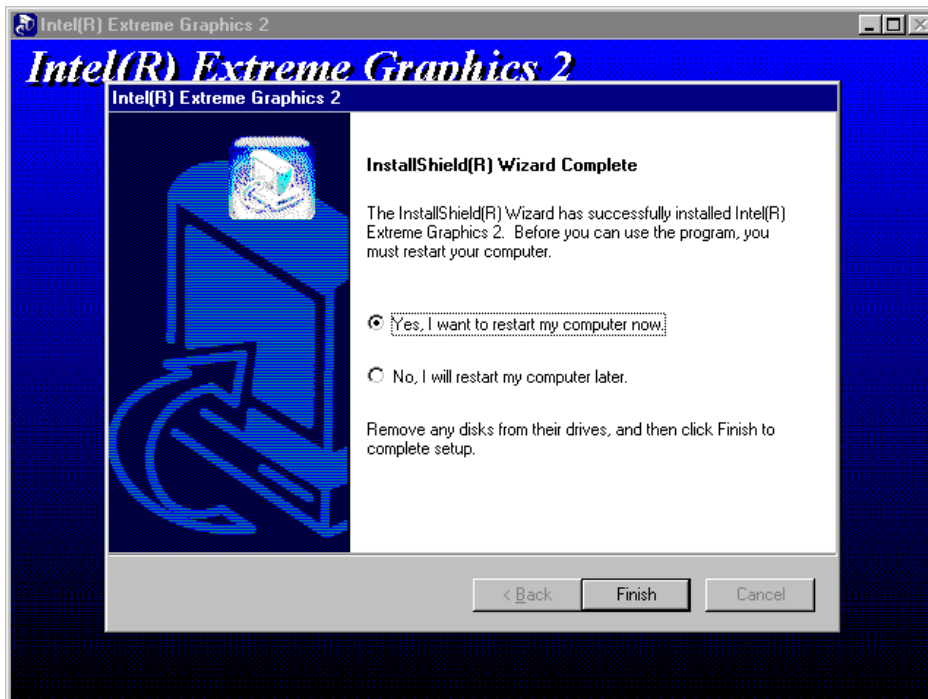 Intel(R) Extreme Graphics 2
Intel(R) Extreme Graphics 2
Intel(R) Extreme Graphics 2
InstallShield(R) Wizard Complete
The InstallShield(R) Wizard has successfully installed Intel(R)
Extreme Graphics 2. Before you can use the program, you
must restart your computer.
Yes, I want to restart my computer now.
No, I will restart my computer later.
Remove any disks from their drives, and then click Finish to
complete setup.
< Back Finish Cancel